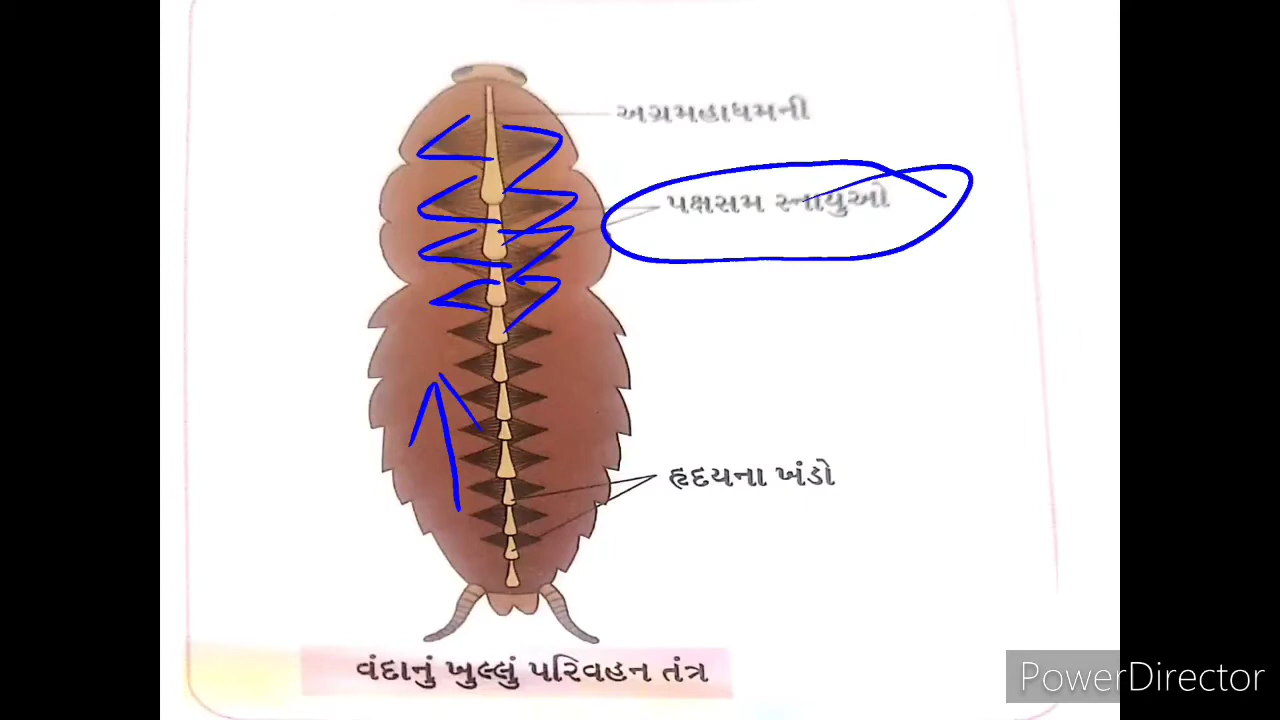 અગ્રમહાધમની
પક્ષસમ સ્નાયુઓ
હૃદયના ખંડો
વંદાનું ખુલ્લું પરિવહન તંત્ર
PowerDirector